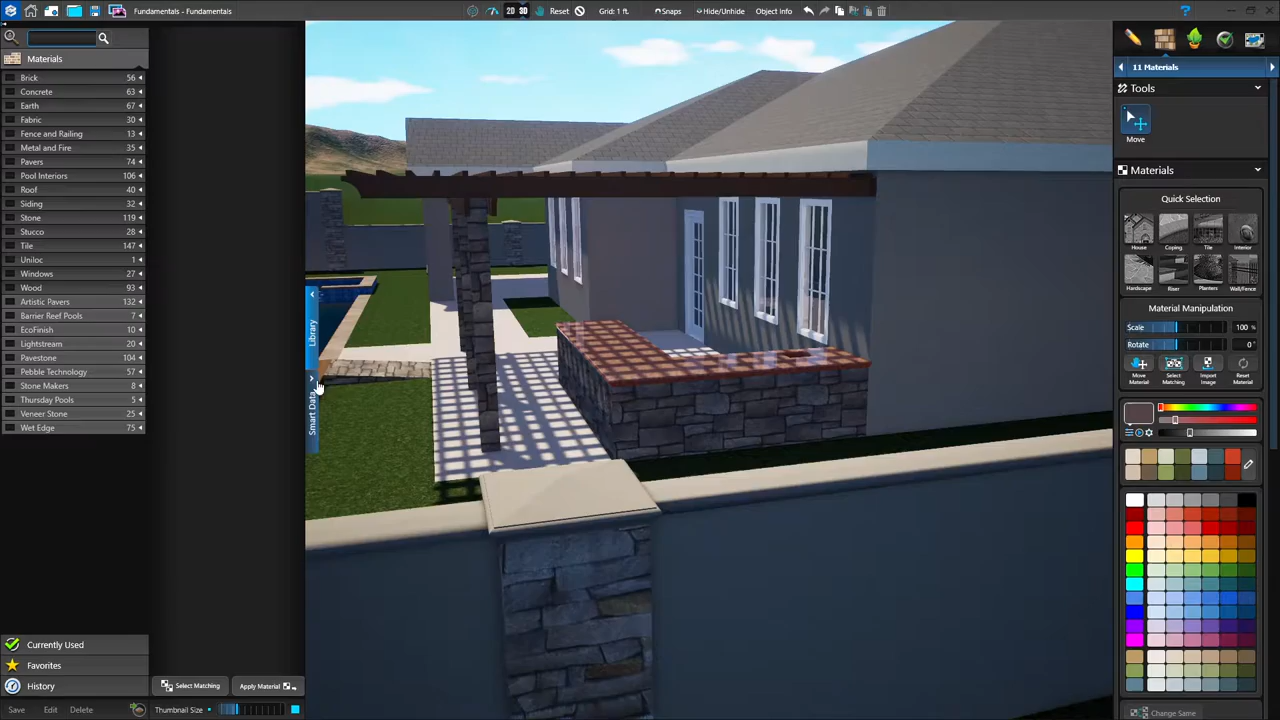 Fundamentals - Fundamentals
2D 3D
Reset
Grid: 1 ft.
Snaps
Hide/Unhide
Object Info
?
Materials
Brick 56
Concrete 63
Earth 67
Fabric 30
Fence and Railing 13
Metal and Fire 35
Pavers 74
Pool Interiors 106
Roof 40
Siding 32
Stone 119
Stucco 28
Tile 147
Uniloc 1
Windows 27
Wood 93
Artistic Pavers 132
Barrier Reef Pools 7
EcoFinish 10
Lightstream 20
Pavestone 104
Pebble Technology 57
Stone Makers 8
Thursday Pools 5
Veneer Stone 25
Wet Edge 75
Currently Used
Favorites
History
Save Edit Delete
Select Matching
Apply Material
Thumbnail Size
Library
Smart Data
11 Materials
Tools
Move
Materials
Quick Selection
House Coping Tile Interior
Hardscape Riser Planters Wall/Fence
Material Manipulation
Scale 100 %
Rotate 0°
Move Material
Select Matching
Import Image
Reset Material
Change Same